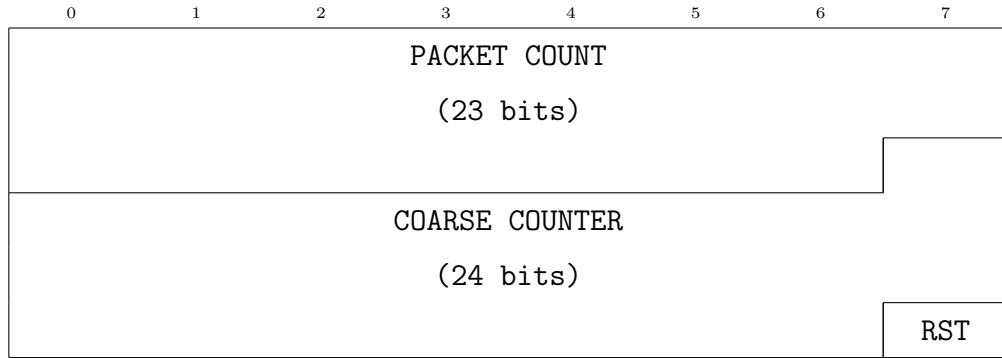 0 1 2 3 4 5 6 7
PACKET COUNT
(23 bits)
COARSE COUNTER
(24 bits)
RST